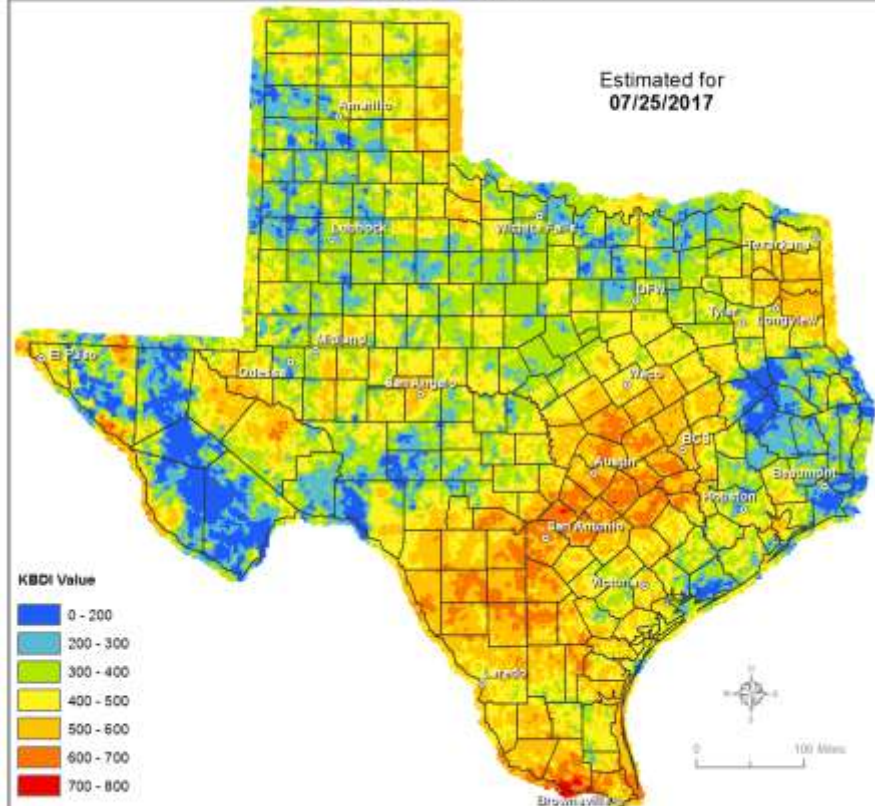 Estimated for
07/25/2017
Amarillo
Lubbock
Wichita Falls
Texarkana
DFW
Tyler
Longview
El Paso
Midland
Odessa
San Angelo
Waco
BCS
Austin
Beaumont
Houston
San Antonio
Victoria
Laredo
Brownsville
KBDI Value
0 - 200
200 - 300
300 - 400
400 - 500
500 - 600
600 - 700
700 - 800
0
100 Miles